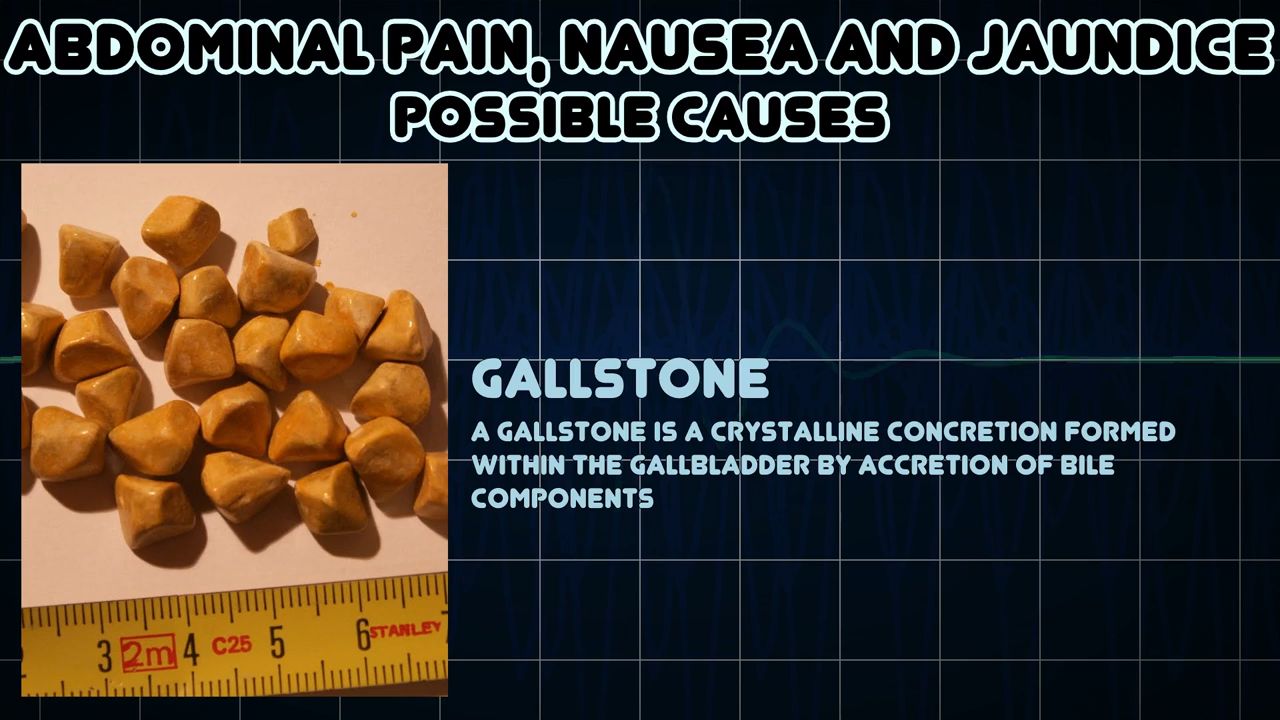 ABDOMINAL PAIN, NAUSEA AND JAUNDICE
POSSIBLE CAUSES
GALLSTONE
A GALLSTONE IS A CRYSTALLINE CONCRETION FORMED
WITHIN THE GALLBLADDER BY ACCRETION OF BILE
COMPONENTS
3 2m 4 C25 5 6 STANLEY